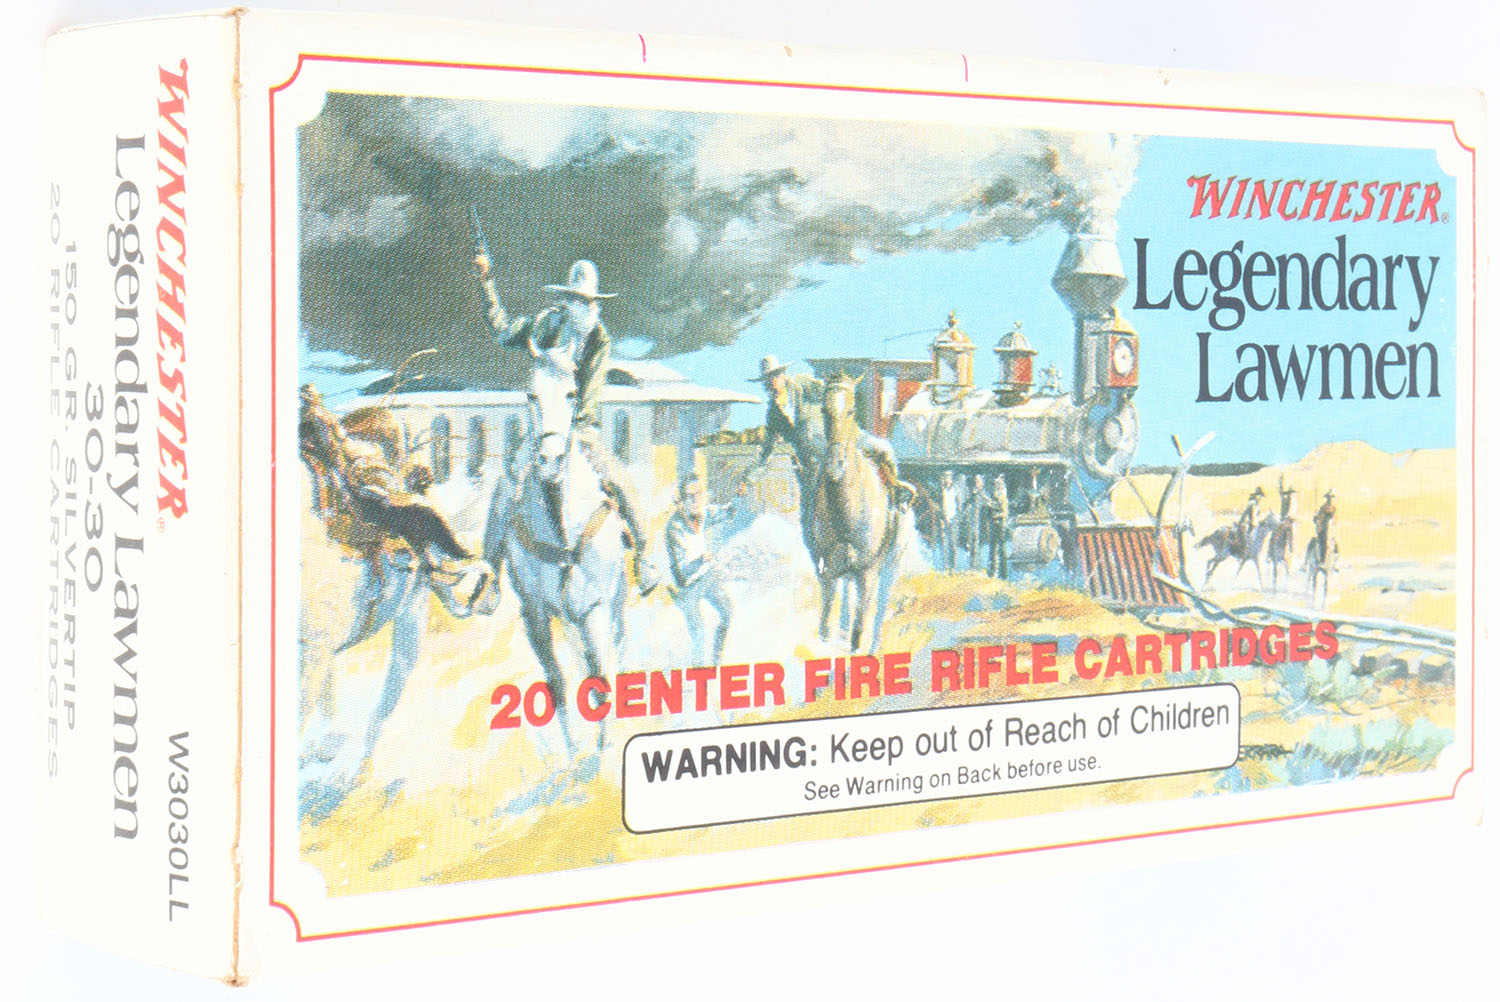 WINCHESTER®
Legendary Lawmen
30-30
150 GR. SILVERTIP
20 RIFLE CARTRIDGES
W3030LL
WINCHESTER®
Legendary
Lawmen
20 CENTER FIRE RIFLE CARTRIDGES
WARNING: Keep out of Reach of Children
See Warning on Back before use.